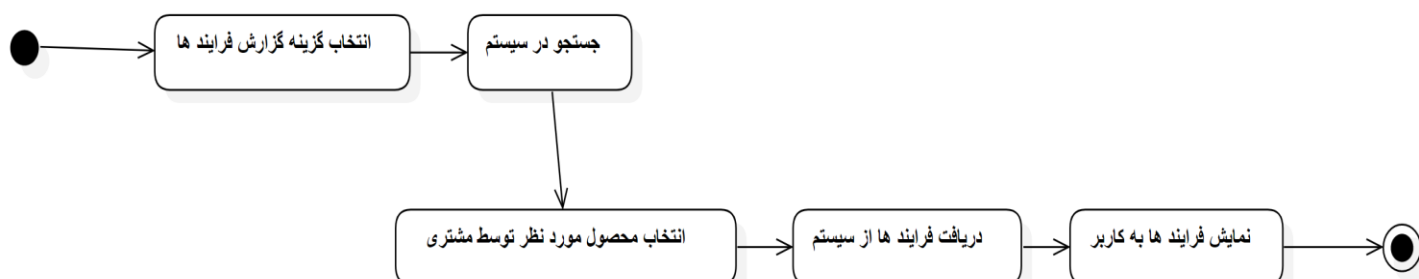 انتخاب گزینه گزارش فرایند ها
جستجو در سیستم
انتخاب محصول مورد نظر توسط مشتری
دریافت فرایند ها از سیستم
نمایش فرایند ها به کاربر